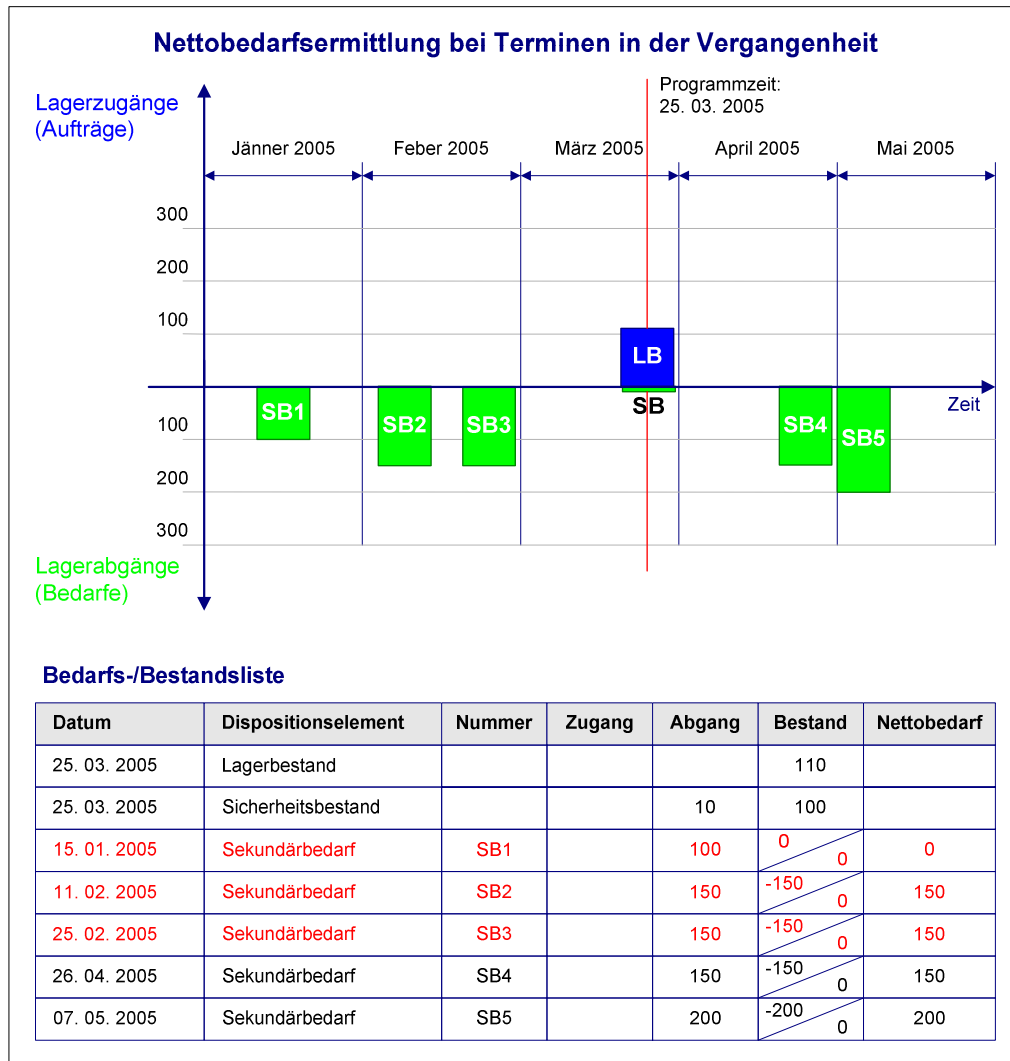 Nettobedarfsermittlung bei Terminen in der Vergangenheit
Programmzeit:
25. 03. 2005
Lagerzugänge
(Aufträge)
Jänner 2005 Feber 2005 März 2005 April 2005 Mai 2005
300
200
100
LB
SB
Zeit
SB1 SB2 SB3 SB4 SB5
100
200
300
Lagerabgänge
(Bedarfe)
Bedarfs-/Bestandsliste
Datum Dispositionselement Nummer Zugang Abgang Bestand Nettobedarf
25. 03. 2005 Lagerbestand 110
25. 03. 2005 Sicherheitsbestand 10 100
15. 01. 2005 Sekundärbedarf SB1 100 0 0 0
11. 02. 2005 Sekundärbedarf SB2 150 -150 0 150
25. 02. 2005 Sekundärbedarf SB3 150 -150 0 150
26. 04. 2005 Sekundärbedarf SB4 150 -150 0 150
07. 05. 2005 Sekundärbedarf SB5 200 -200 0 200